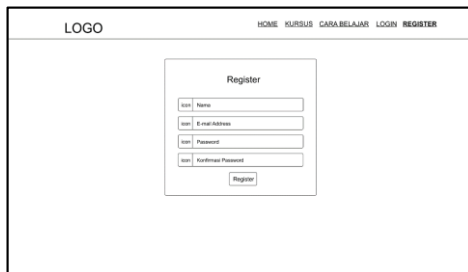 LOGO
HOME KURSUS CARA BELAJAR LOGIN REGISTER
Register
icon Name
icon E-mail Address
icon Password
icon Konfirmasi Password
Register